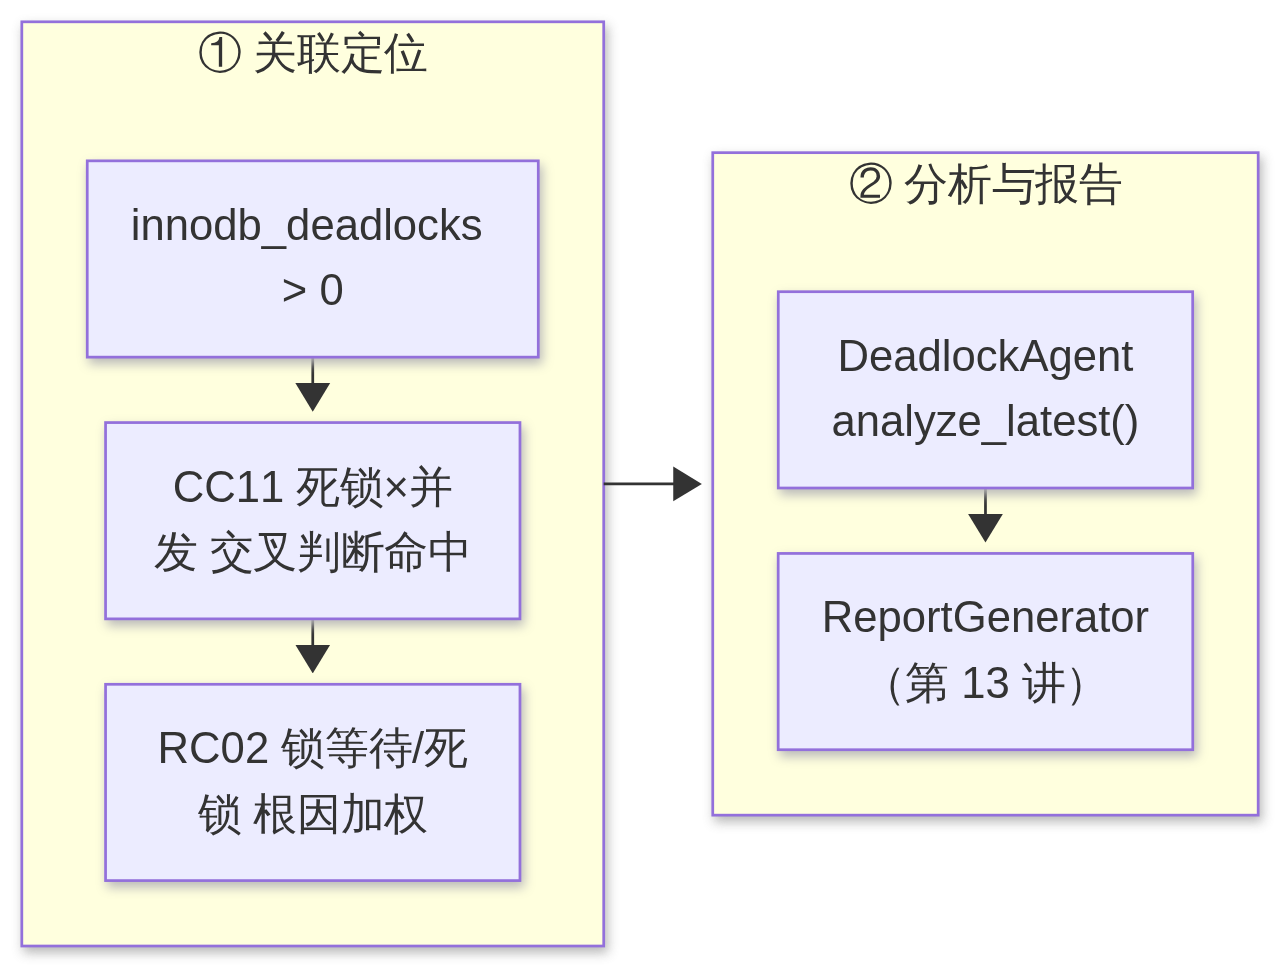 ① 关联定位
innodb_deadlocks
> 0
CC11 死锁×并
发 交叉判断命中
RC02 锁等待/死
锁 根因加权
② 分析与报告
DeadlockAgent
analyze_latest()
ReportGenerator
（第 13 讲）